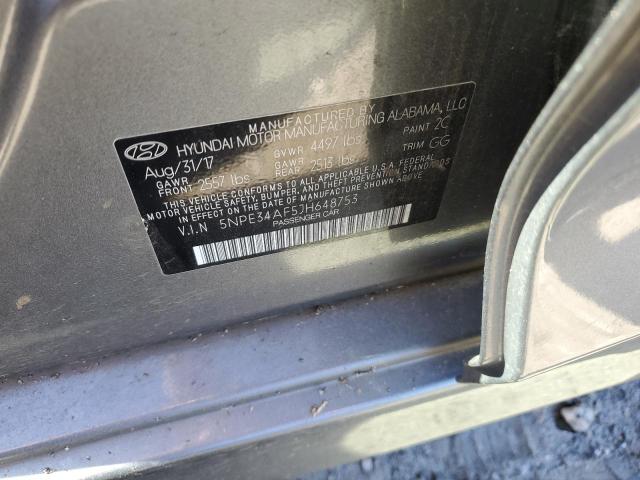 MANUFACTURED BY
HYUNDAI MOTOR MANUFACTURING ALABAMA, LLC
Aug/31/17 GVWR 4497 lbs PAINT 2C
GAWR FRONT 2557 lbs GAWR REAR 2513 lbs TRIM GG
THIS VEHICLE CONFORMS TO ALL APPLICABLE U.S.A. FEDERAL
MOTOR VEHICLE SAFETY, BUMPER, AND THEFT PREVENTION
STANDARDS IN EFFECT ON THE DATE OF MANUFACTURE SHOWN ABOVE.
V.I.N 5NPE34AF5JH648753
PASSENGER CAR